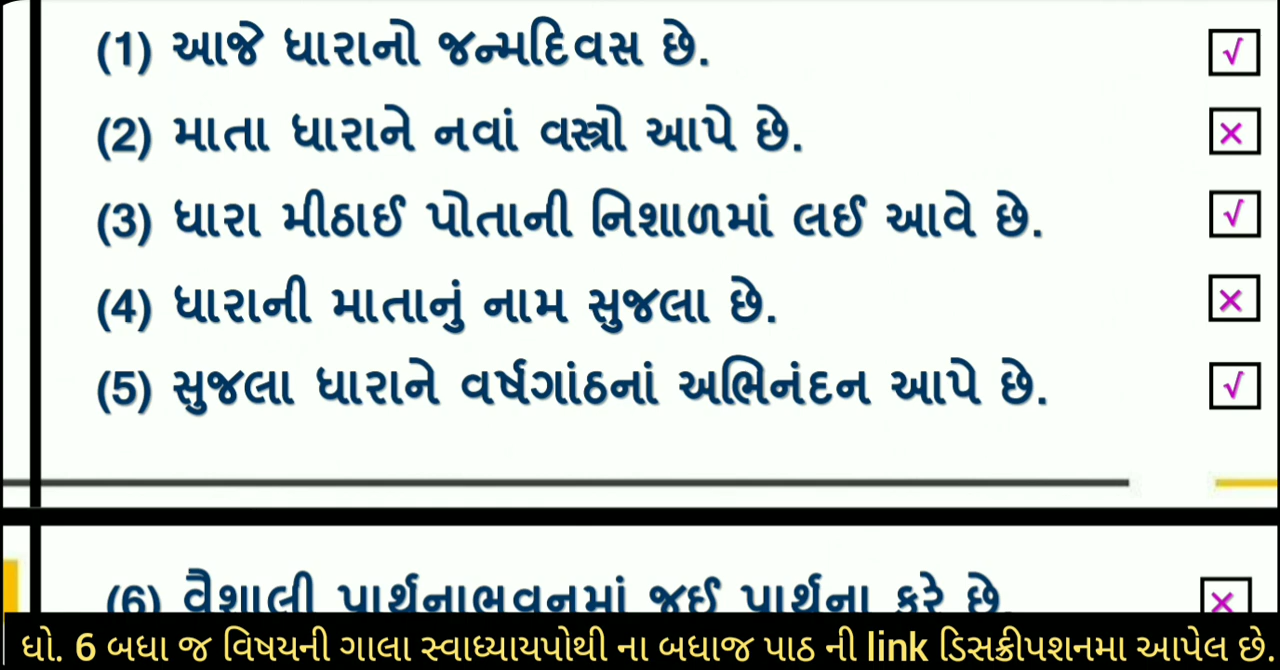 (1) આજે ધારાનો જન્મદિવસ છે. √
(2) માતા ધારાને નવાં વસ્ત્રો આપે છે. ×
(3) ધારા મીઠાઈ પોતાની નિશાળમાં લઈ આવે છે. √
(4) ધારાની માતાનું નામ સુજલા છે. ×
(5) સુજલા ધારાને વર્ષગાંઠનાં અભિનંદન આપે છે. √
(6) વૈશાલી પાર્થનાભવનમાં જઈ પાર્થના કરે છે. ×
ધો. 6 બધા જ વિષયની ગાલા સ્વાધ્યાયપોથી ના બધાજ પાઠ ની link ડિસક્રીપશનમા આપેલ છે.